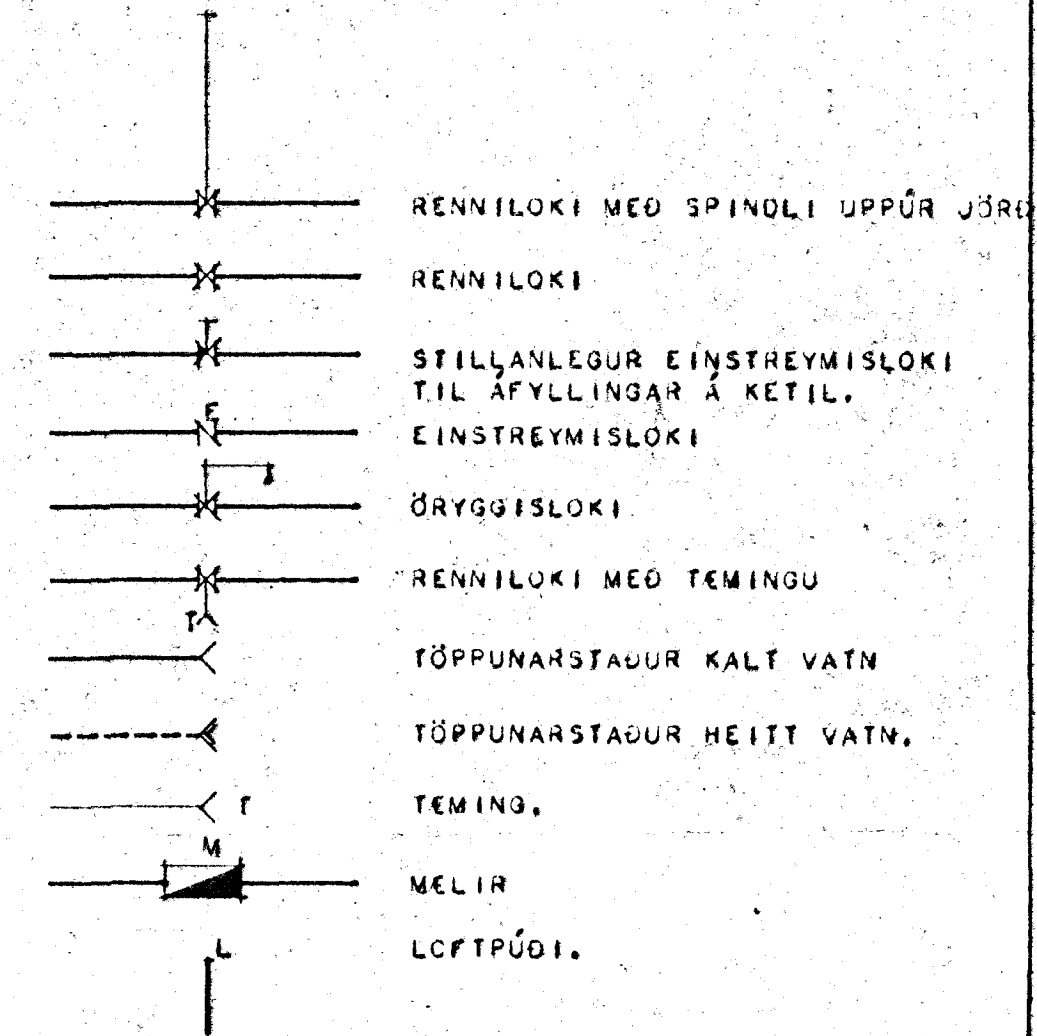 RENNILOKI MEÐ SPINDLI UPPÚR JÖRÐ
RENNILOKI
STILLANLEGUR EINSTREYMISLOKI
TIL ÁFYLLINGAR Á KETIL.
E
EINSTREYMISLOKI
ÖRYGGISLOKI
RENNILOKI MEÐ TÆMINGU
T
TÖPPUNARSTAÐUR KALT VATN
TÖPPUNARSTAÐUR HEITT VATN.
T TÆMING.
M
MÆLIR
L LOFTPÚÐI.